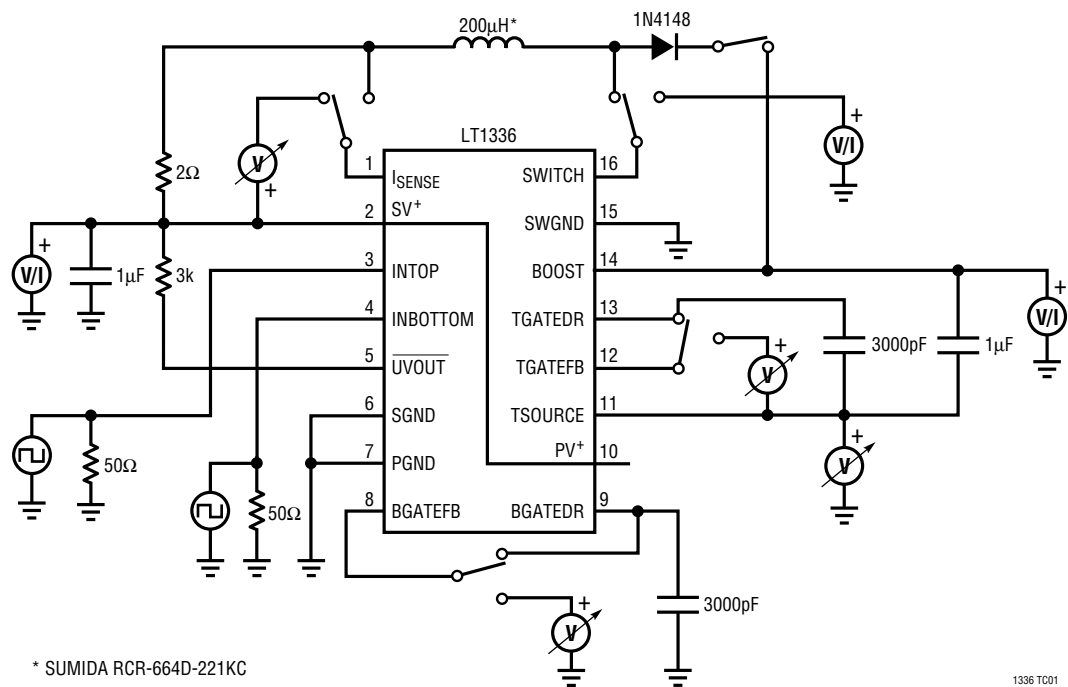 200µH*
1N4148
LT1336
V/I
+
2Ω
V
+
1 ISENSE
SWITCH 16
2 SV+
SWGND 15
V/I
+
1µF
3k
3 INTOP
BOOST 14
4 INBOTTOM
TGATEDR 13
V/I
+
5 UVOUT
TGATEFB 12
V
+
3000pF
1µF
6 SGND
TSOURCE 11
50Ω
7 PGND
PV+ 10
V
+
50Ω
8 BGATEFB
BGATEDR 9
V
+
3000pF
* SUMIDA RCR-664D-221KC
1336 TC01